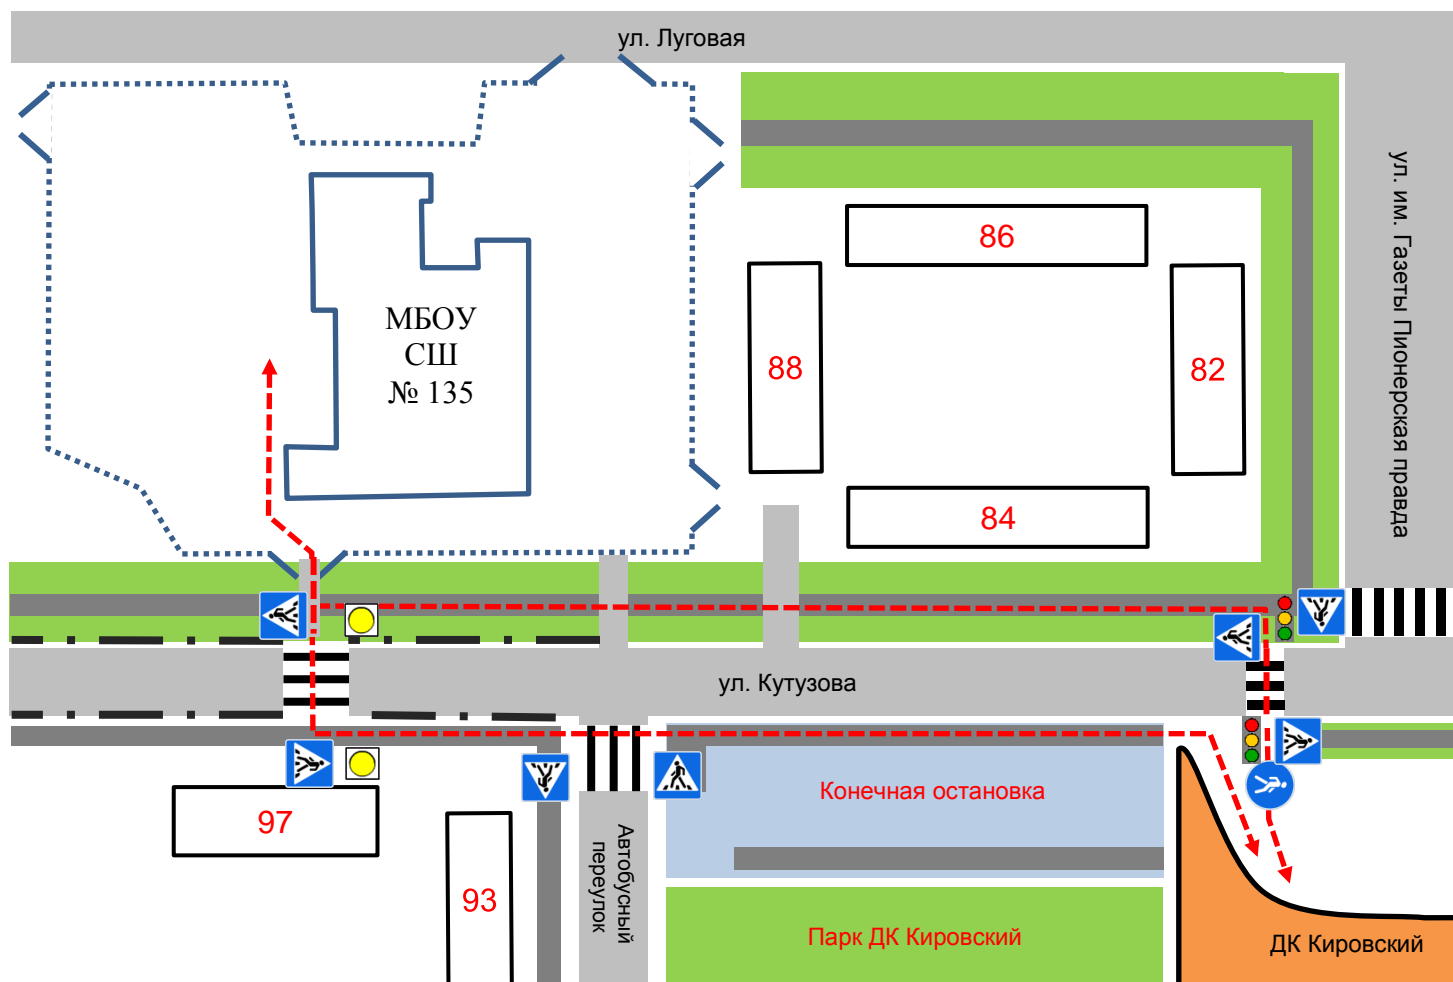 ул. Луговая
ул. им. Газеты Пионерская правда
86
88
82
84
МБОУ
СШ
№ 135
ул. Кутузова
97
93
Автобусный
переулок
Конечная остановка
Парк ДК Кировский
ДК Кировский